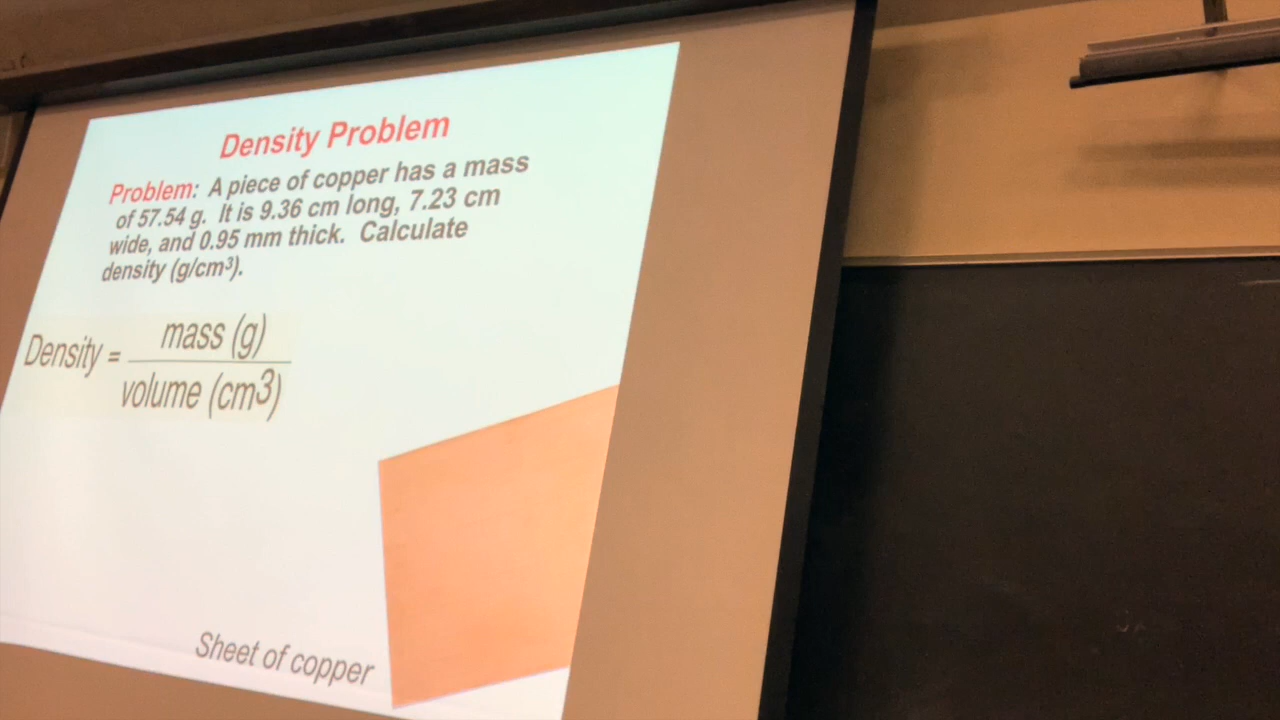 Density Problem
Problem: A piece of copper has a mass
of 57.54 g. It is 9.36 cm long, 7.23 cm
wide, and 0.95 mm thick. Calculate
density (g/cm³).
Density = mass (g)
volume (cm3)
Sheet of copper